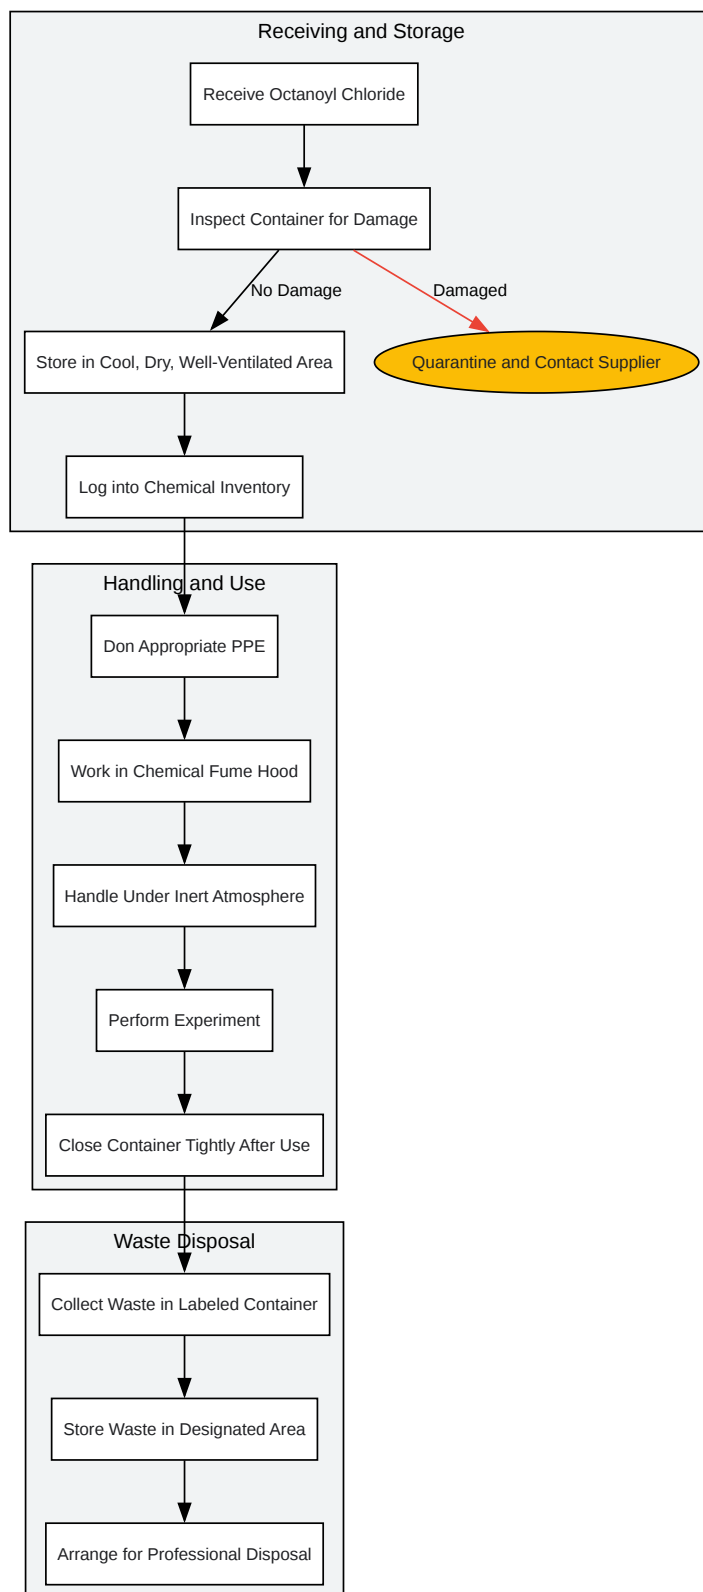 Receiving and Storage
Receive Octanoyl Chloride
Inspect Container for Damage
No Damage
Damaged
Store in Cool, Dry, Well-Ventilated Area
Quarantine and Contact Supplier
Log into Chemical Inventory
Handling and Use
Don Appropriate PPE
Work in Chemical Fume Hood
Handle Under Inert Atmosphere
Perform Experiment
Close Container Tightly After Use
Waste Disposal
Collect Waste in Labeled Container
Store Waste in Designated Area
Arrange for Professional Disposal